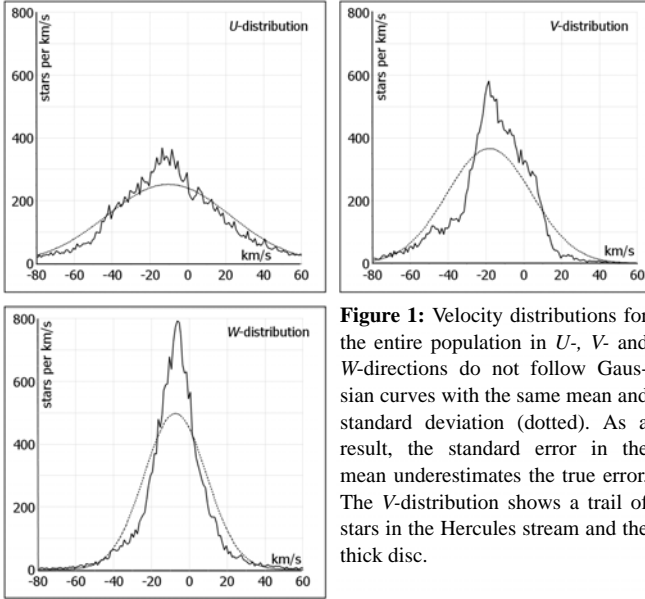 U-distribution
stars per km/s
800
600
400
200
0
km/s
-80 -60 -40 -20 0 20 40 60
V-distribution
stars per km/s
800
600
400
200
0
km/s
-80 -60 -40 -20 0 20 40 60
W-distribution
stars per km/s
800
600
400
200
0
km/s
-80 -60 -40 -20 0 20 40 60
Figure 1: Velocity distributions for
the entire population in U-, V- and
W-directions do not follow Gaus-
sian curves with the same mean and
standard deviation (dotted). As a
result, the standard error in the
mean underestimates the true error.
The V-distribution shows a trail of
stars in the Hercules stream and the
thick disc.